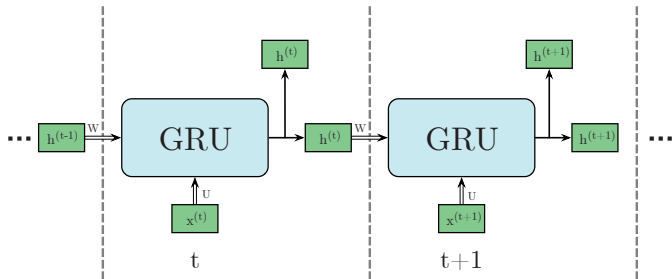 h(t) h(t+1)
... h(t-1) W GRU h(t) W GRU h(t+1) ...
U U
x(t) x(t+1)
t t+1